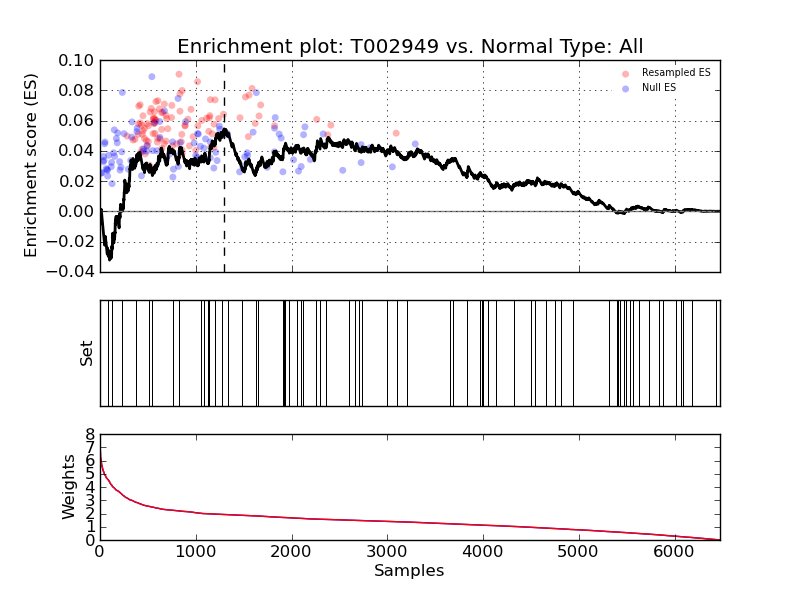 Enrichment plot: T002949 vs. Normal Type: All
Enrichment score (ES)
0.10
0.08
0.06
0.04
0.02
0.00
−0.02
−0.04
Resampled ES
Null ES
Set
Weights
8
7
6
5
4
3
2
1
0
0 1000 2000 3000 4000 5000 6000
Samples